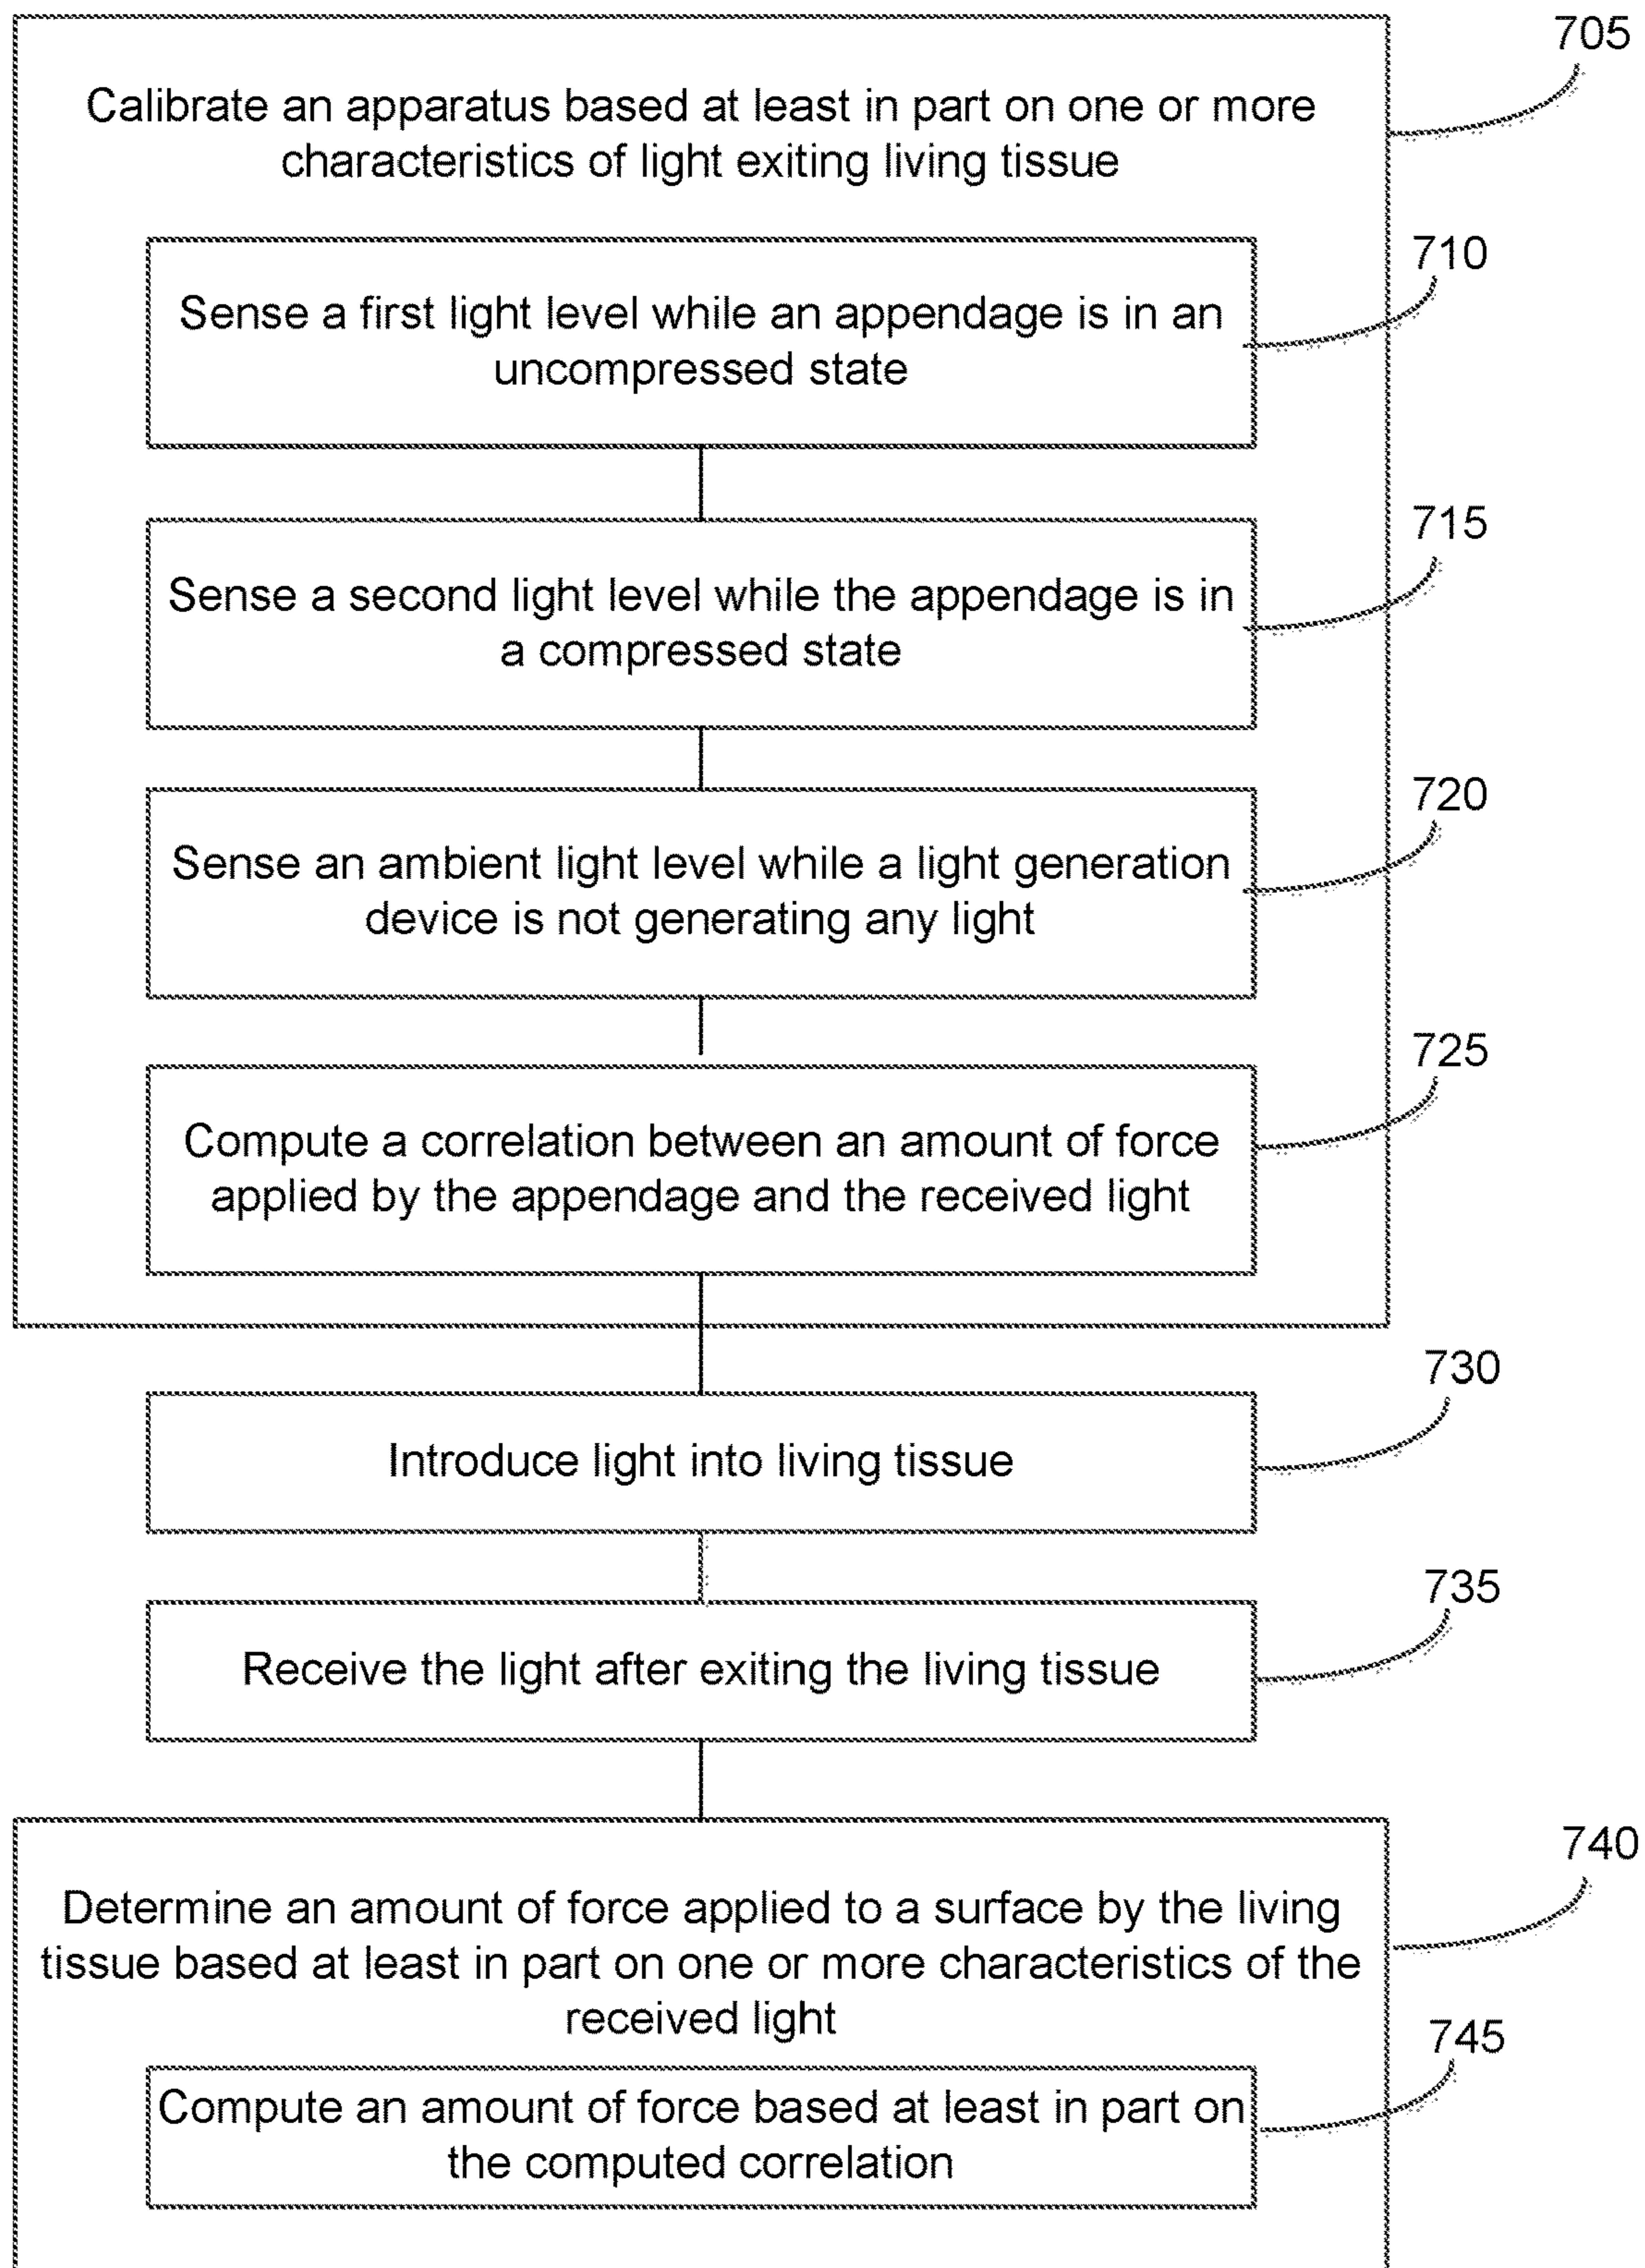 705
Calibrate an apparatus based at least in part on one or more
characteristics of light exiting living tissue
710
Sense a first light level while an appendage is in an
uncompressed state
715
Sense a second light level while the appendage is in
a compressed state
720
Sense an ambient light level while a light generation
device is not generating any light
725
Compute a correlation between an amount of force
applied by the appendage and the received light
730
Introduce light into living tissue
735
Receive the light after exiting the living tissue
740
Determine an amount of force applied to a surface by the living
tissue based at least in part on one or more characteristics of the
received light
745
Compute an amount of force based at least in part on
the computed correlation